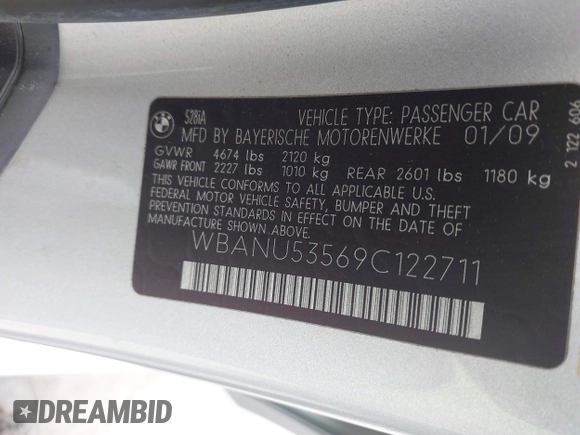 BMW
528iA
VEHICLE TYPE: PASSENGER CAR
MFD BY BAYERISCHE MOTORENWERKE 01/09
GVWR 4674 lbs 2120 kg
GAWR FRONT 2227 lbs 1010 kg REAR 2601 lbs 1180 kg
THIS VEHICLE CONFORMS TO ALL APPLICABLE U.S.
FEDERAL MOTOR VEHICLE SAFETY, BUMPER AND THEFT
PREVENTION STANDARDS IN EFFECT ON THE DATE OF
MANUFACTURE SHOWN ABOVE.
WBANU53569C122711
2 122 606
DREAMBID